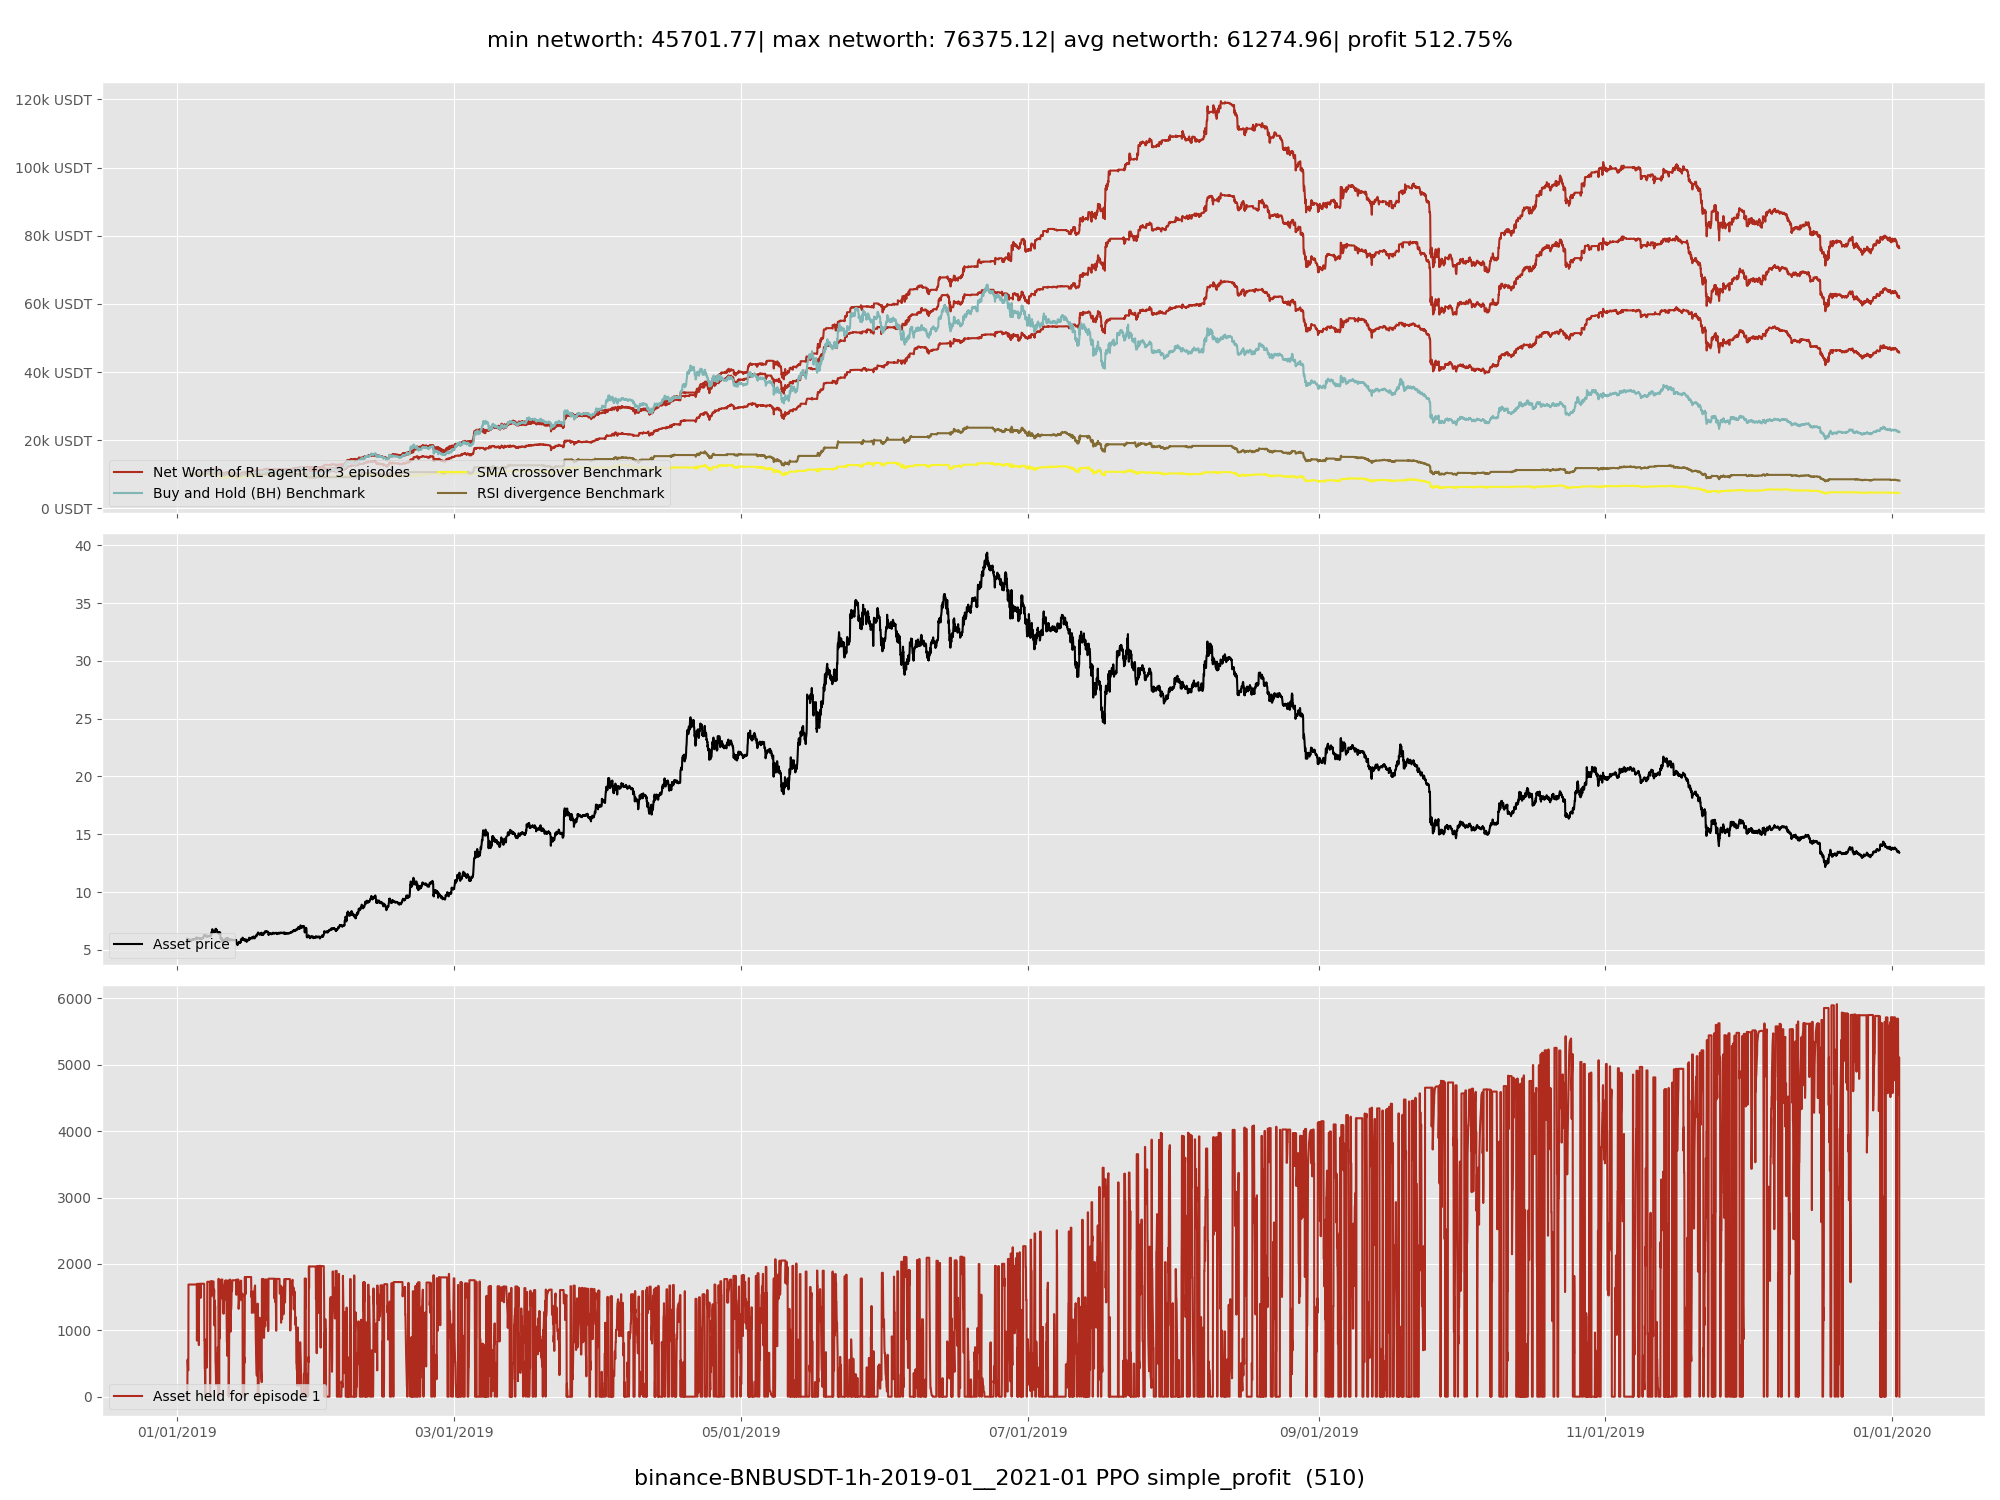 min networth: 45701.77| max networth: 76375.12| avg networth: 61274.96| profit 512.75%
120k USDT
100k USDT
80k USDT
60k USDT
40k USDT
20k USDT
0 USDT
Net Worth of RL agent for 3 episodes
Buy and Hold (BH) Benchmark
SMA crossover Benchmark
RSI divergence Benchmark
40
35
30
25
20
15
10
5
Asset price
6000
5000
4000
3000
2000
1000
0
Asset held for episode 1
01/01/2019 03/01/2019 05/01/2019 07/01/2019 09/01/2019 11/01/2019 01/01/2020
binance-BNBUSDT-1h-2019-01__2021-01 PPO simple_profit  (510)